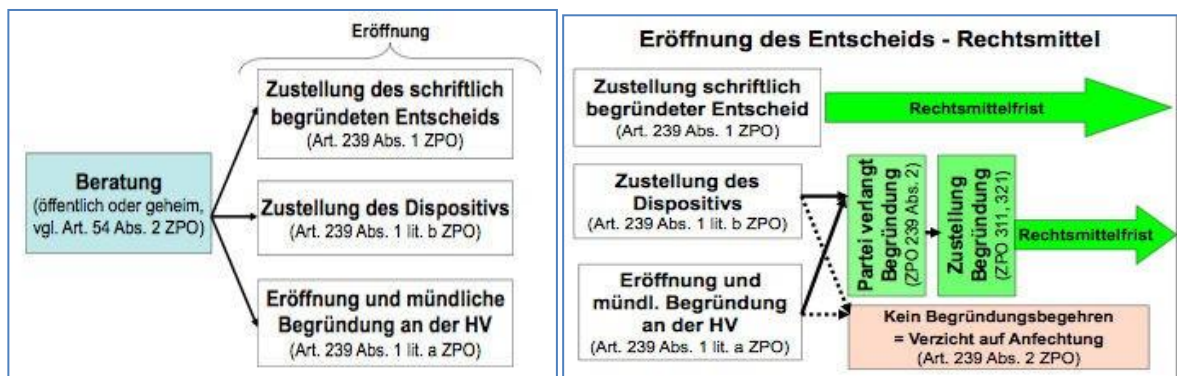 Eröffnung
Zustellung des schriftlich
begründeten Entscheids
(Art. 239 Abs. 1 ZPO)
Beratung
(öffentlich oder geheim,
vgl. Art. 54 Abs. 2 ZPO)
Zustellung des Dispositivs
(Art. 239 Abs. 1 lit. b ZPO)
Eröffnung und mündliche
Begründung an der HV
(Art. 239 Abs. 1 lit. a ZPO)
Eröffnung des Entscheids - Rechtsmittel
Zustellung schriftlich
begründeter Entscheid
(Art. 239 Abs. 1 ZPO)
Rechtsmittelfrist
Zustellung des
Dispositivs
(Art. 239 Abs. 1 lit. b ZPO)
Partei verlangt
Begründung
(ZPO 239 Abs. 2)
Zustellung
Begründung
(ZPO 311, 321)
Rechtsmittelfrist
Eröffnung und
mündl. Begründung
an der HV
(Art. 239 Abs. 1 lit. a ZPO)
Kein Begründungsbegehren
= Verzicht auf Anfechtung
(Art. 239 Abs. 2 ZPO)